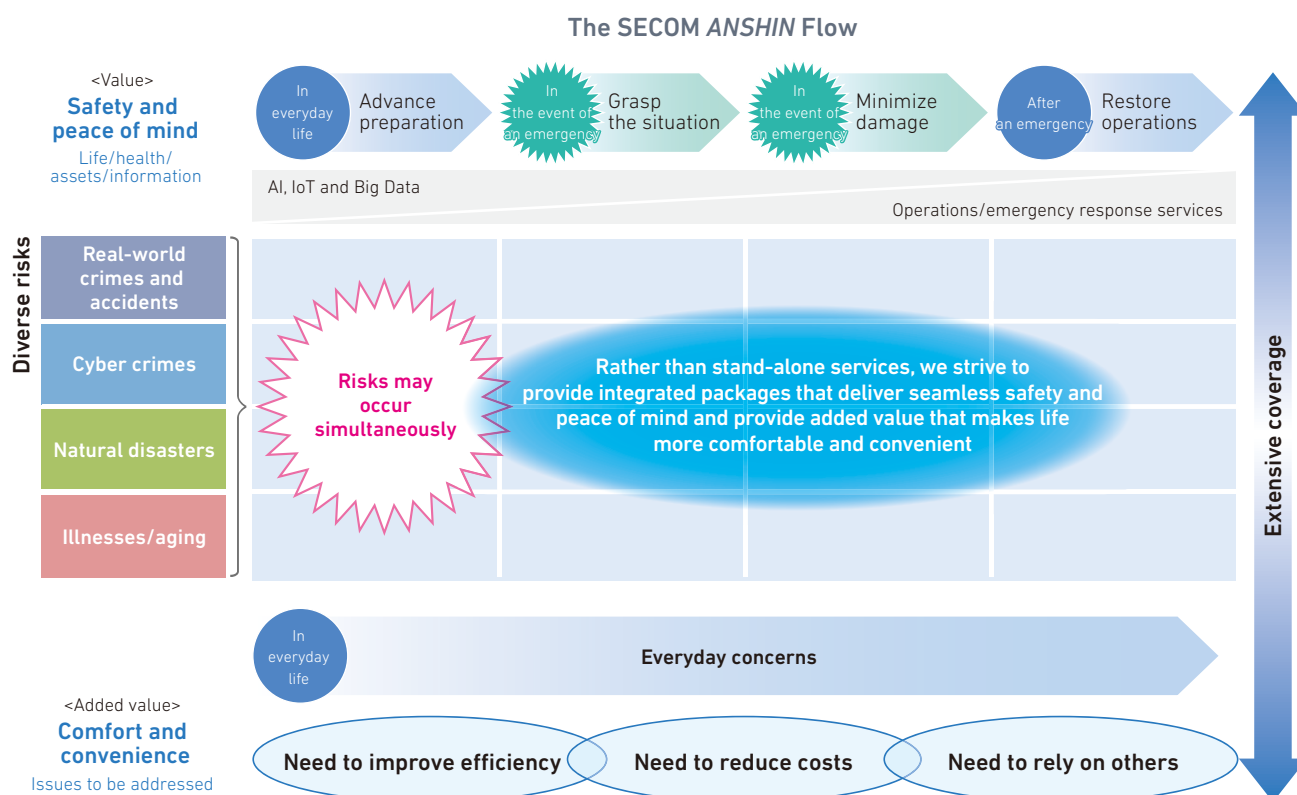 The SECOM ANSHIN Flow
<Value>
Safety and
peace of mind
Life/health/
assets/information
In
everyday
life
Advance
preparation
In
the event of
an emergency
Grasp
the situation
In
the event of
an emergency
Minimize
damage
After
an emergency
Restore
operations
AI, IoT and Big Data
Operations/emergency response services
Diverse risks
Real-world
crimes and
accidents
Cyber crimes
Natural disasters
Illnesses/aging
Risks may
occur
simultaneously
Rather than stand-alone services, we strive to
provide integrated packages that deliver seamless safety and
peace of mind and provide added value that makes life
more comfortable and convenient
Extensive coverage
In
everyday
life
Everyday concerns
<Added value>
Comfort and
convenience
Issues to be addressed
Need to improve efficiency
Need to reduce costs
Need to rely on others